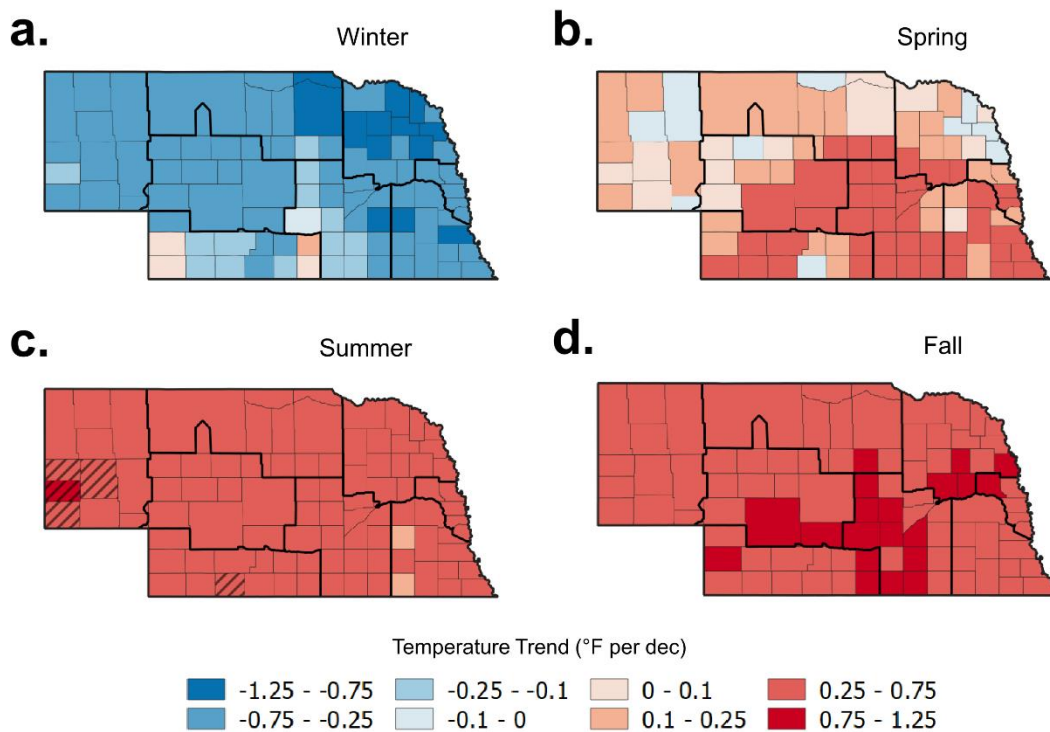 a. Winter
b. Spring
c. Summer
d. Fall
Temperature Trend (°F per dec)
-1.25 - -0.75 -0.25 - -0.1 0 - 0.1 0.25 - 0.75
-0.75 - -0.25 -0.1 - 0 0.1 - 0.25 0.75 - 1.25